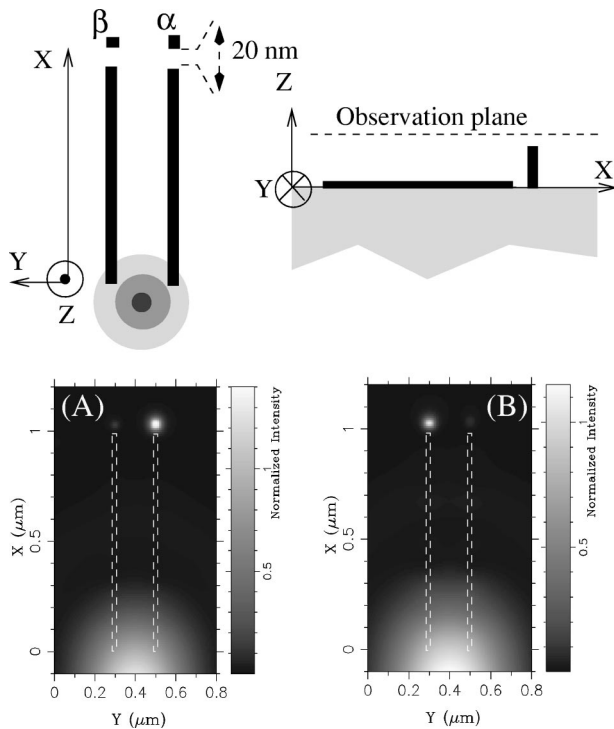 β α
X
20 nm
Y
Z
Z
Observation plane
Y
X
(A)
1
0.5
0
X (μm)
0 0.2 0.4 0.6 0.8
Y (μm)
1
0.5
Normalized Intensity
(B)
1
0.5
0
X (μm)
0 0.2 0.4 0.6 0.8
Y (μm)
1
0.5
Normalized Intensity